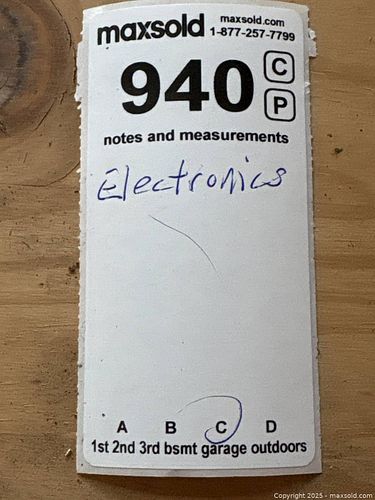 maxsold maxsold.com
1-877-257-7799
940 C
P
notes and measurements
Electronics
A B C D
1st 2nd 3rd bsmt garage outdoors
Copyright 2025 - maxsold.com